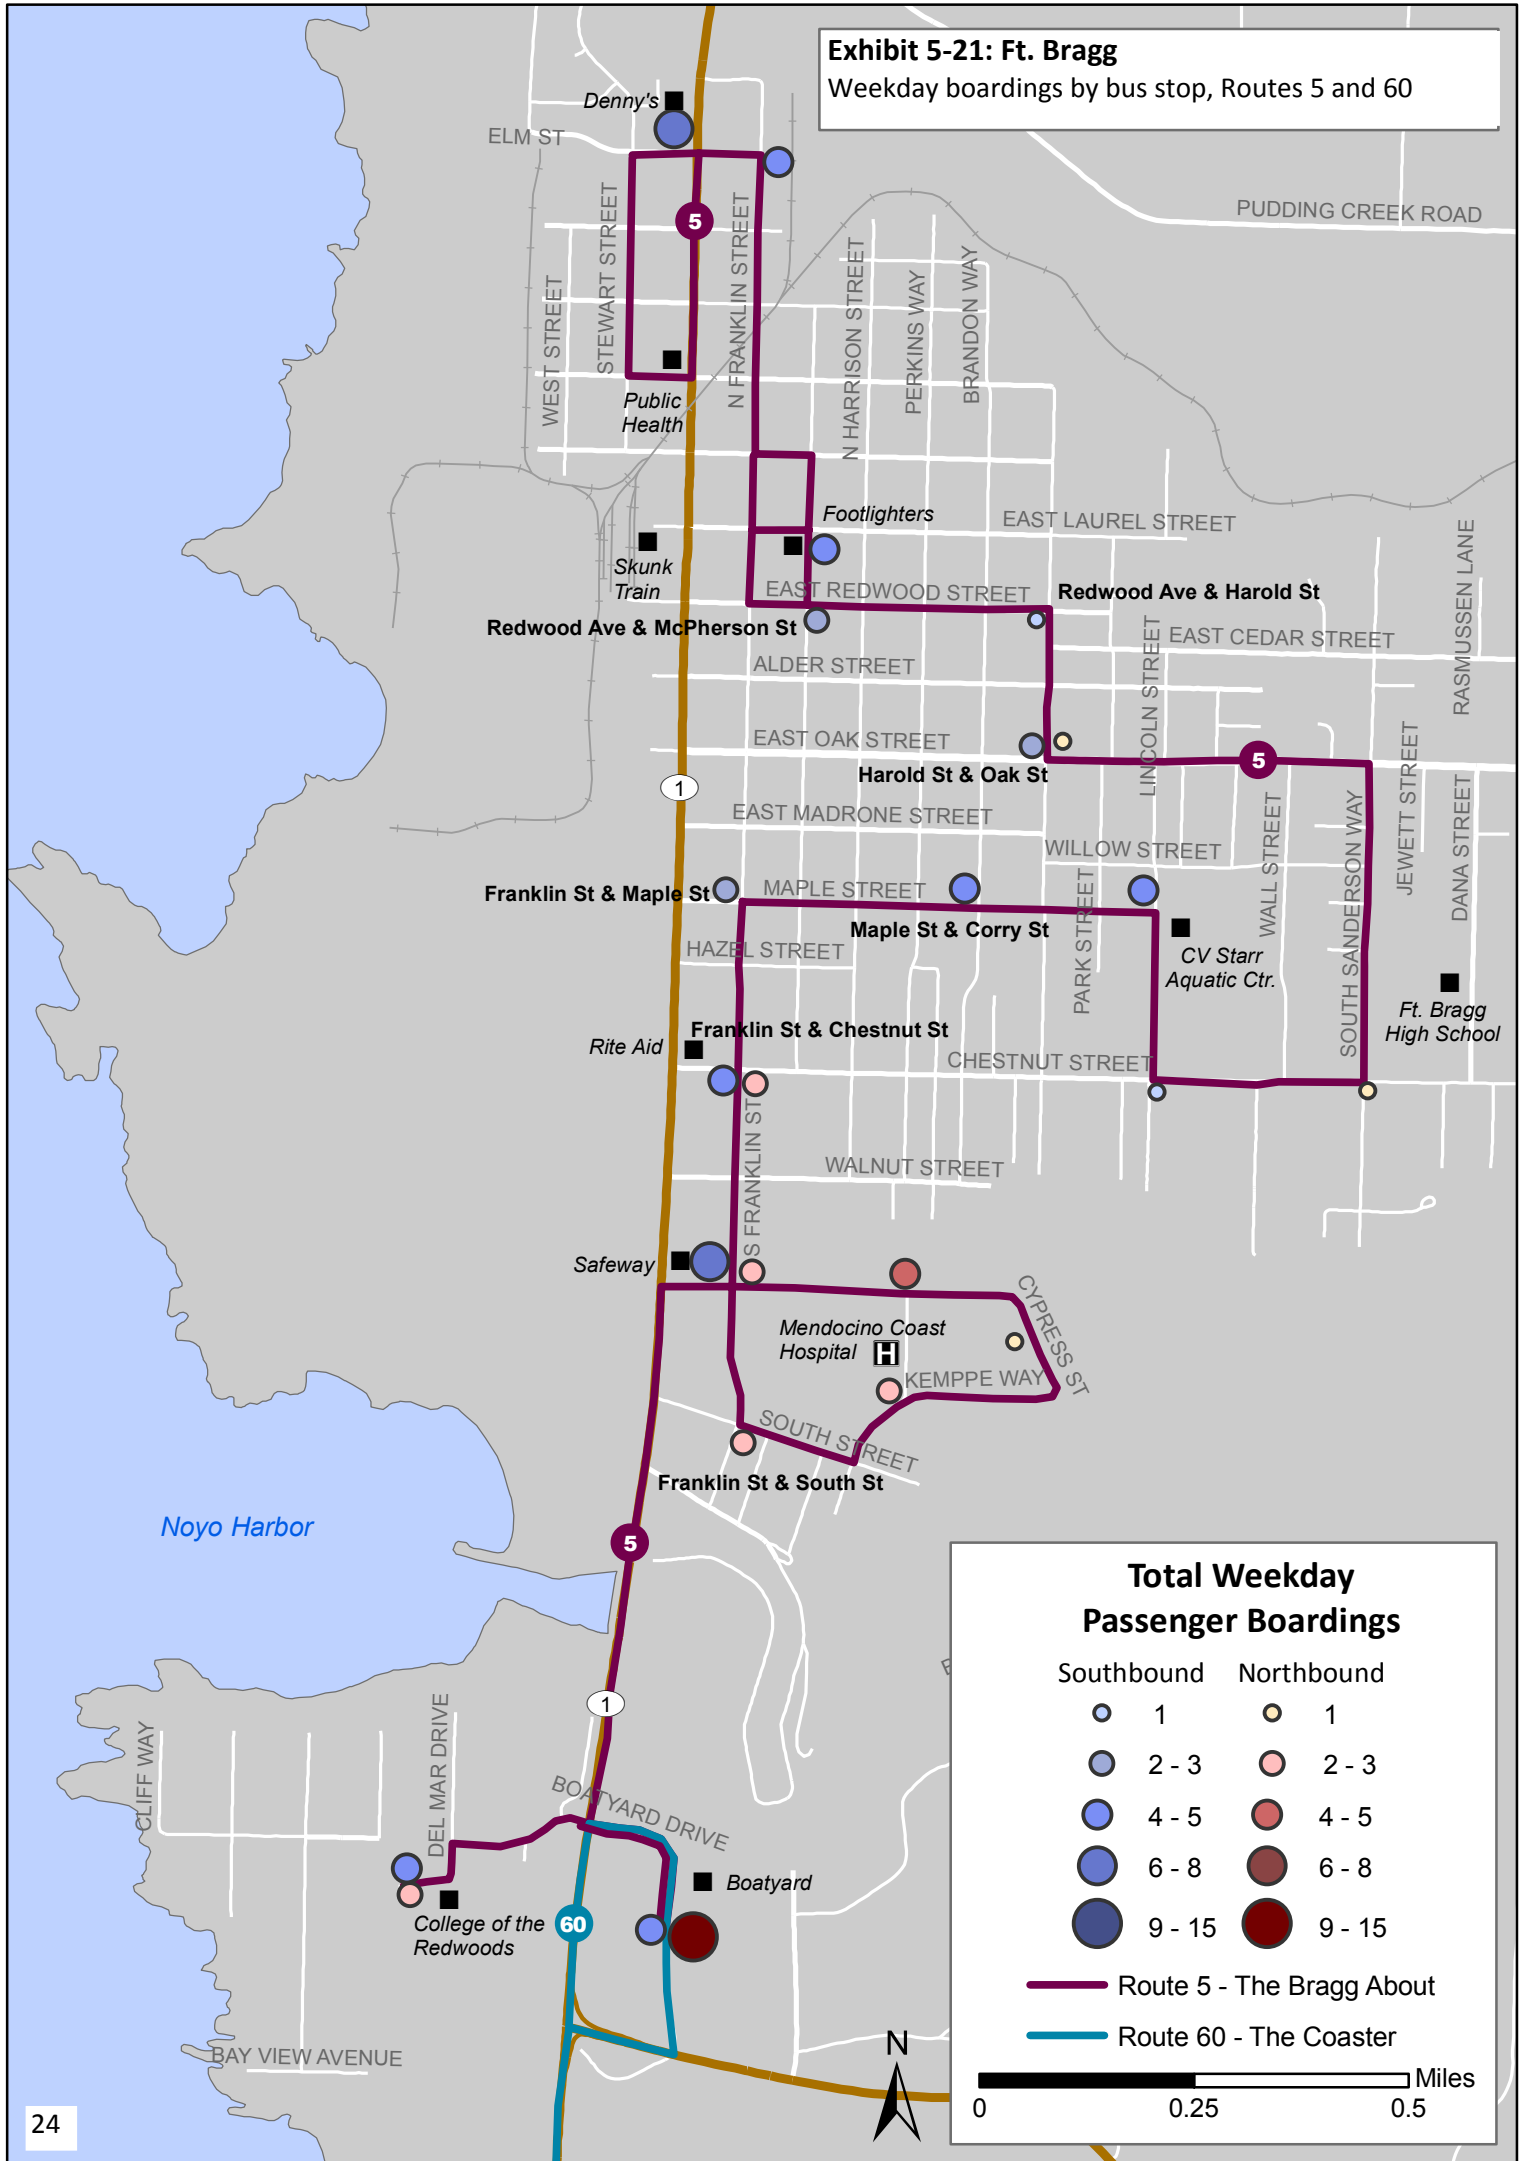 Exhibit 5-21: Ft. Bragg
Weekday boardings by bus stop, Routes 5 and 60
Denny's
ELM ST
PUDDING CREEK ROAD
5
STEWART STREET
N FRANKLIN STREET
WEST STREET
N HARRISON STREET
PERKINS WAY
BRANDON WAY
Public
Health
Footlighters
EAST LAUREL STREET
Skunk
Train
EAST REDWOOD STREET
Redwood Ave & Harold St
RASMUSSEN LANE
Redwood Ave & McPherson St
EAST CEDAR STREET
ALDER STREET
LINCOLN STREET
EAST OAK STREET
5
Harold St & Oak St
1
JEWETT STREET
DANA STREET
EAST MADRONE STREET
WILLOW STREET
WALL STREET
SOUTH SANDERSON WAY
Franklin St & Maple St
MAPLE STREET
Maple St & Corry St
PARK STREET
HAZEL STREET
CV Starr
Aquatic Ctr.
Ft. Bragg
High School
Franklin St & Chestnut St
Rite Aid
CHESTNUT STREET
S FRANKLIN ST
WALNUT STREET
Safeway
CYPRESS ST
Mendocino Coast
Hospital
H
KEMPPE WAY
SOUTH STREET
Franklin St & South St
Noyo Harbor
5
1
CLIFF WAY
DEL MAR DRIVE
BOATYARD DRIVE
Boatyard
College of the
Redwoods
60
BAY VIEW AVENUE
N
Total Weekday
Passenger Boardings
Southbound Northbound
1 1
2 - 3 2 - 3
4 - 5 4 - 5
6 - 8 6 - 8
9 - 15 9 - 15
Route 5 - The Bragg About
Route 60 - The Coaster
Miles
0 0.25 0.5
24